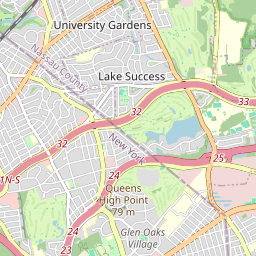 University Gardens
Nassau County
Lake Success
33
32
32
New York
25
24
1N-S
Queens
High Point
79 m
24
23
Glen Oaks
Village